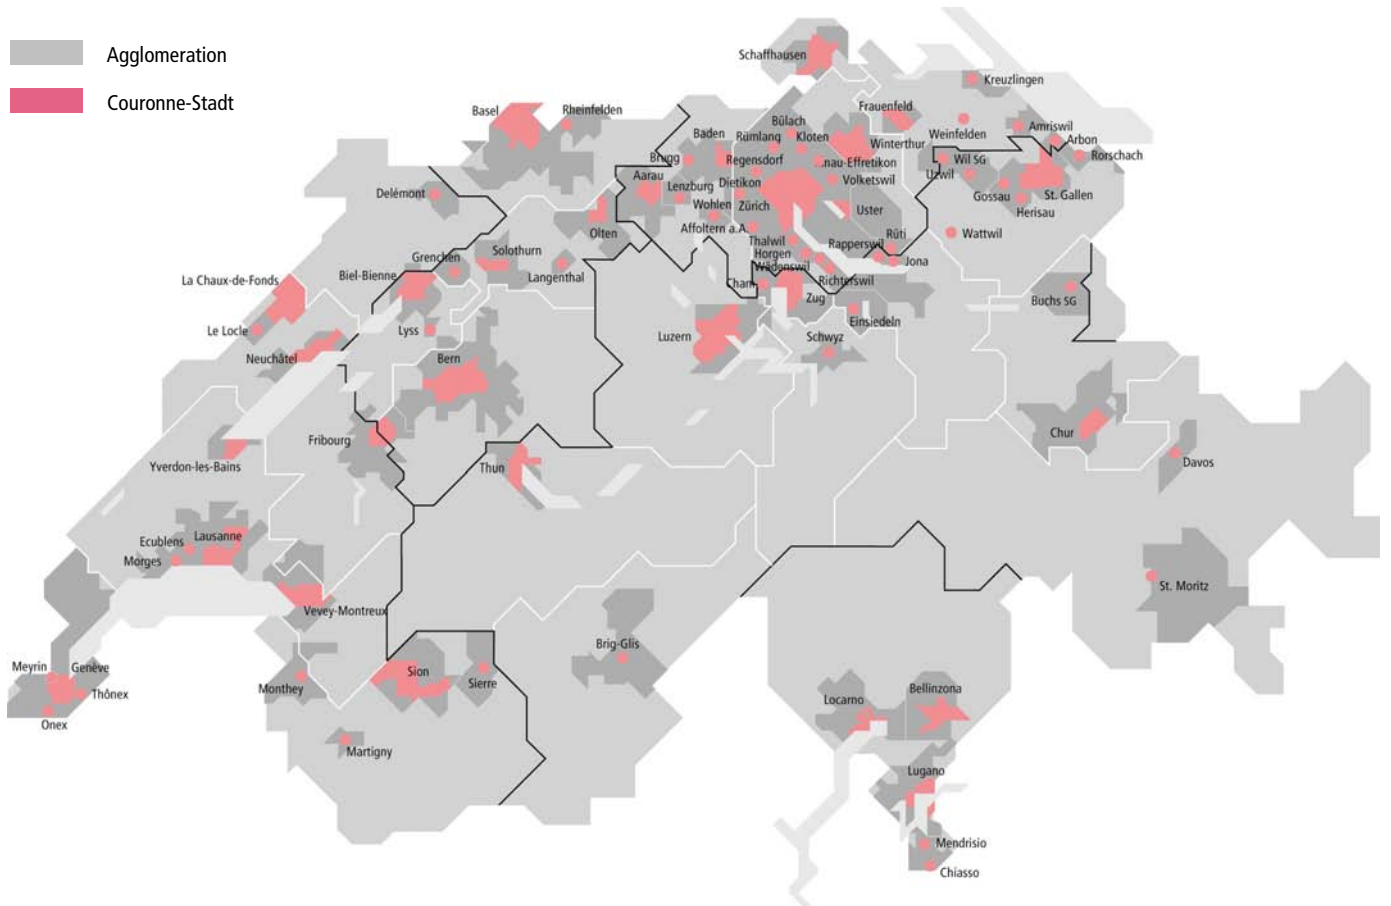 Agglomeration
Couronne-Stadt
Schaffhausen
Kreuzlingen
Basel
Rheinfelden
Frauenfeld
Bülach
Weinfelden
Amriswil
Arbon
Rorschach
Baden
Rümlang
Kloten
Winterthur
Brugg
Regensdorf
Wil SG
Uzwil
Aarau
Dietikon
Volketswil
Delémont
Lenzburg
Gossau
St. Gallen
Herisau
Wohlen
Zürich
Uster
Affoltern a.A.
Olten
Wattwil
Rüti
Thalwil
Rapperswil
Solothurn
Grenchen
Horgen
Jona
Wädenswil
Langenthal
Biel-Bienne
La Chaux-de-Fonds
Cham
Richterswil
Zug
Buchs SG
Einsiedeln
Le Locle
Lyss
Luzern
Schwyz
Neuchâtel
Bern
Fribourg
Chur
Davos
Yverdon-les-Bains
Thun
Ecublens
Lausanne
Morges
St. Moritz
Vevey-Montreux
Brig-Glis
Meyrin
Genève
Sion
Sierre
Monthey
Thônex
Onex
Locarno
Bellinzona
Martigny
Lugano
Mendrisio
Chiasso